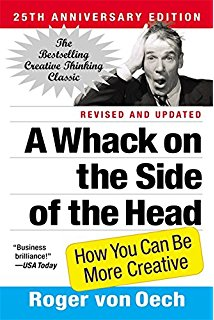 25TH ANNIVERSARY EDITION
The
Bestselling
Creative Thinking
Classic
REVISED AND UPDATED
A Whack on
the Side
of the Head
How You Can Be
More Creative
"Business
brilliance!"
—USA Today
Roger von Oech